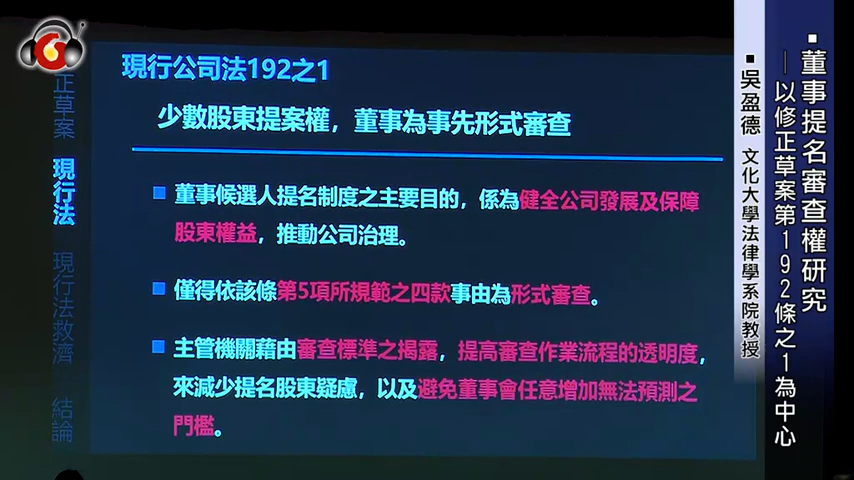 現行公司法192之1
少數股東提案權，董事為事先形式審查
■ 董事候選人提名制度之主要目的，係為健全公司發展及保障
股東權益，推動公司治理。
■ 僅得依該條第5項所規範之四款事由為形式審查。
■ 主管機關藉由審查標準之揭露，提高審查作業流程的透明度，
來減少提名股東疑慮，以及避免董事會任意增加無法預測之
門檻。
正草案
現行法
現行法救濟
結論
▪董事提名審查權研究
─以修正草案第192條之1為中心
▪吳盈德 文化大學法律學系院教授